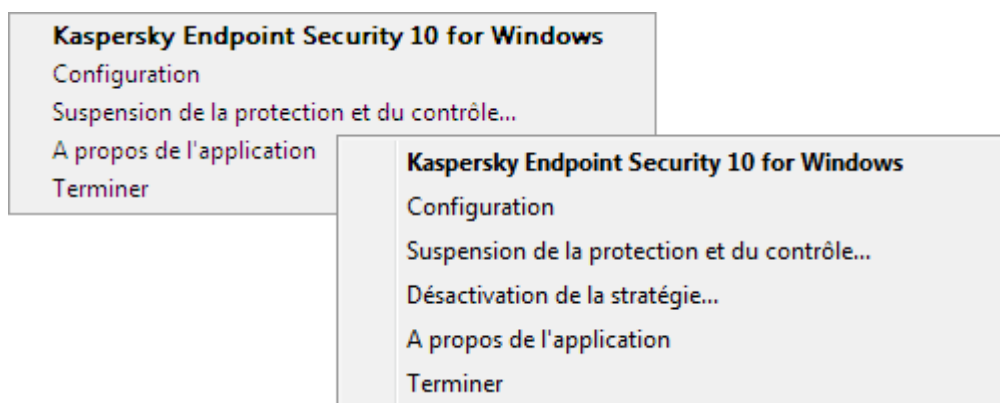 Kaspersky Endpoint Security 10 for Windows
Configuration
Suspension de la protection et du contrôle...
A propos de l'application
Terminer
Kaspersky Endpoint Security 10 for Windows
Configuration
Suspension de la protection et du contrôle...
Désactivation de la stratégie...
A propos de l'application
Terminer